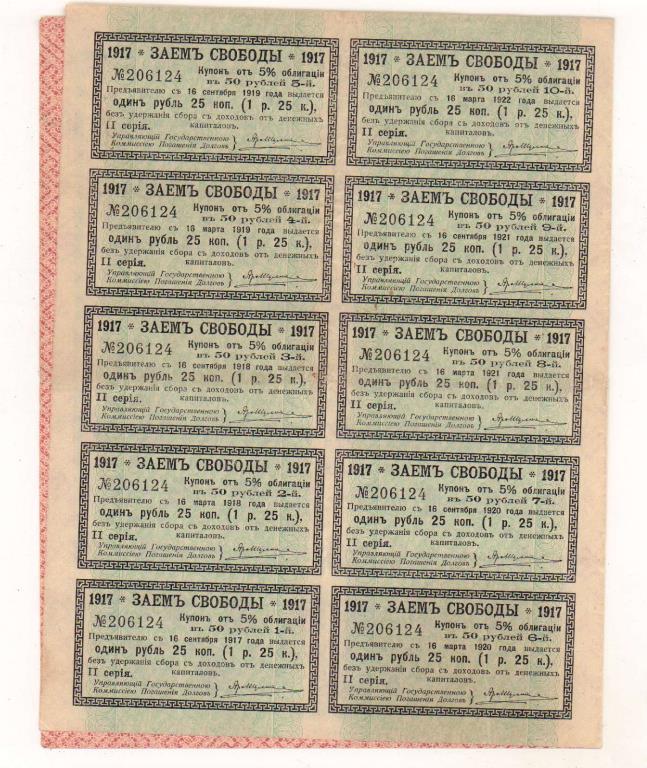 1917 * ЗАЕМЪ СВОБОДЫ * 1917
№206124 Купонъ отъ 5% облигаціи
въ 50 рублей 5-й.
Предъявителю съ 16 сентября 1919 года выдается
одинъ рубль 25 коп. (1 р. 25 к.),
безъ удержанія сбора съ доходовъ отъ денежныхъ
II серія. капиталовъ.
Управляющій Государственною
Коммиссіею Погашенія Долговъ
1917 * ЗАЕМЪ СВОБОДЫ * 1917
№206124 Купонъ отъ 5% облигаціи
въ 50 рублей 10-й.
Предъявителю съ 16 марта 1922 года выдается
одинъ рубль 25 коп. (1 р. 25 к.),
безъ удержанія сбора съ доходовъ отъ денежныхъ
II серія. капиталовъ.
Управляющій Государственною
Коммиссіею Погашенія Долговъ
1917 * ЗАЕМЪ СВОБОДЫ * 1917
№206124 Купонъ отъ 5% облигаціи
въ 50 рублей 4-й.
Предъявителю съ 16 марта 1919 года выдается
одинъ рубль 25 коп. (1 р. 25 к.),
безъ удержанія сбора съ доходовъ отъ денежныхъ
II серія. капиталовъ.
Управляющій Государственною
Коммиссіею Погашенія Долговъ
1917 * ЗАЕМЪ СВОБОДЫ * 1917
№206124 Купонъ отъ 5% облигаціи
въ 50 рублей 9-й.
Предъявителю съ 16 сентября 1921 года выдается
одинъ рубль 25 коп. (1 р. 25 к.),
безъ удержанія сбора съ доходовъ отъ денежныхъ
II серія. капиталовъ.
Управляющій Государственною
Коммиссіею Погашенія Долговъ
1917 * ЗАЕМЪ СВОБОДЫ * 1917
№206124 Купонъ отъ 5% облигаціи
въ 50 рублей 3-й.
Предъявителю съ 16 сентября 1918 года выдается
одинъ рубль 25 коп. (1 р. 25 к.),
безъ удержанія сбора съ доходовъ отъ денежныхъ
II серія. капиталовъ.
Управляющій Государственною
Коммиссіею Погашенія Долговъ
1917 * ЗАЕМЪ СВОБОДЫ * 1917
№206124 Купонъ отъ 5% облигаціи
въ 50 рублей 8-й.
Предъявителю съ 16 марта 1921 года выдается
одинъ рубль 25 коп. (1 р. 25 к.),
безъ удержанія сбора съ доходовъ отъ денежныхъ
II серія. капиталовъ.
Управляющій Государственною
Коммиссіею Погашенія Долговъ
1917 * ЗАЕМЪ СВОБОДЫ * 1917
№206124 Купонъ отъ 5% облигаціи
въ 50 рублей 2-й.
Предъявителю съ 16 марта 1918 года выдается
одинъ рубль 25 коп. (1 р. 25 к.),
безъ удержанія сбора съ доходовъ отъ денежныхъ
II серія. капиталовъ.
Управляющій Государственною
Коммиссіею Погашенія Долговъ
1917 * ЗАЕМЪ СВОБОДЫ * 1917
№206124 Купонъ отъ 5% облигаціи
въ 50 рублей 7-й.
Предъявителю съ 16 сентября 1920 года выдается
одинъ рубль 25 коп. (1 р. 25 к.),
безъ удержанія сбора съ доходовъ отъ денежныхъ
II серія. капиталовъ.
Управляющій Государственною
Коммиссіею Погашенія Долговъ
1917 * ЗАЕМЪ СВОБОДЫ * 1917
№206124 Купонъ отъ 5% облигаціи
въ 50 рублей 1-й.
Предъявителю съ 16 сентября 1917 года выдается
одинъ рубль 25 коп. (1 р. 25 к.),
безъ удержанія сбора съ доходовъ отъ денежныхъ
II серія. капиталовъ.
Управляющій Государственною
Коммиссіею Погашенія Долговъ
1917 * ЗАЕМЪ СВОБОДЫ * 1917
№206124 Купонъ отъ 5% облигаціи
въ 50 рублей 6-й.
Предъявителю съ 16 марта 1920 года выдается
одинъ рубль 25 коп. (1 р. 25 к.),
безъ удержанія сбора съ доходовъ отъ денежныхъ
II серія. капиталовъ.
Управляющій Государственною
Коммиссіею Погашенія Долговъ